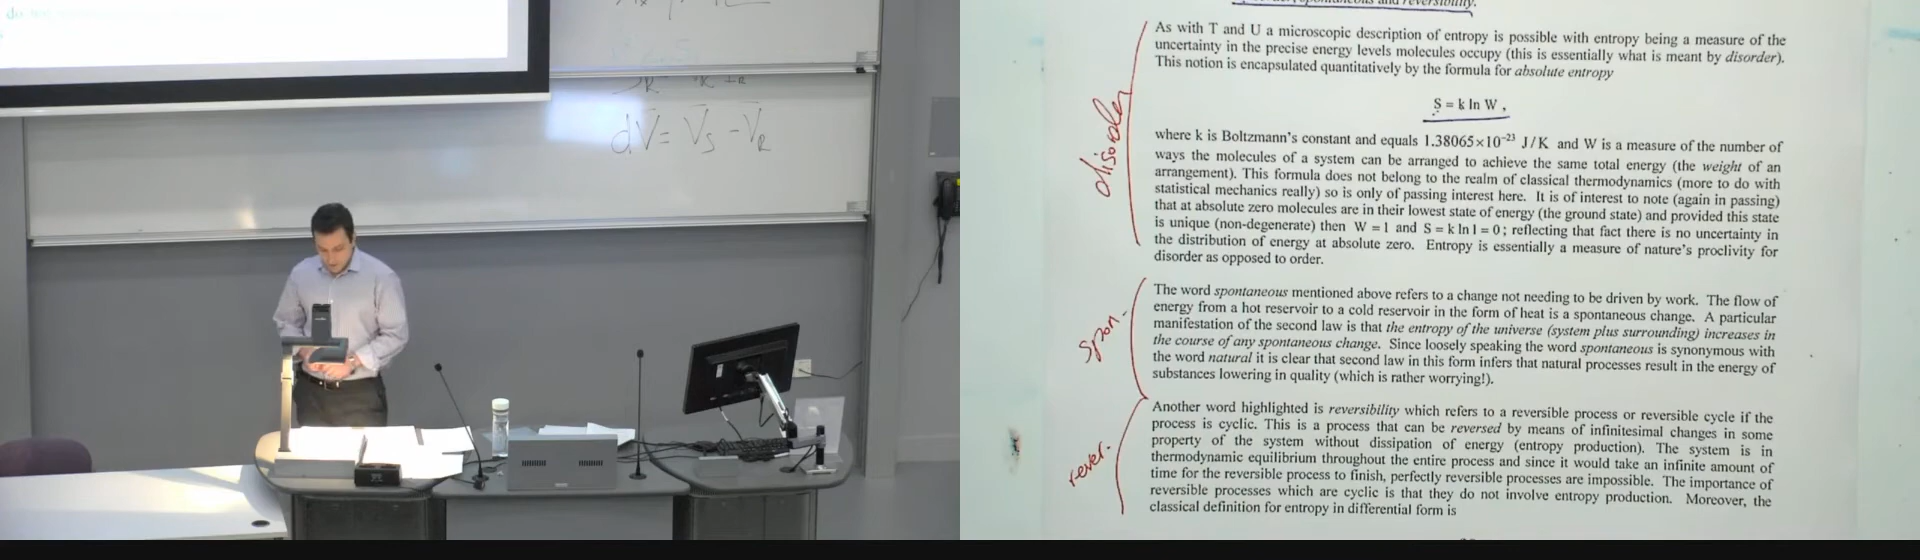 do
dV = V_S - V_R
spontaneous and reversibility.
As with T and U a microscopic description of entropy is possible with entropy being a measure of the
uncertainty in the precise energy levels molecules occupy (this is essentially what is meant by disorder).
This notion is encapsulated quantitatively by the formula for absolute entropy
S = k ln W ,
where k is Boltzmann's constant and equals 1.38065×10⁻²³ J/K and W is a measure of the number of
ways the molecules of a system can be arranged to achieve the same total energy (the weight of an
arrangement). This formula does not belong to the realm of classical thermodynamics (more to do with
statistical mechanics really) so is only of passing interest here. It is of interest to note (again in passing)
that at absolute zero molecules are in their lowest state of energy (the ground state) and provided this state
is unique (non-degenerate) then W = 1 and S = k ln 1 = 0; reflecting that fact there is no uncertainty in
the distribution of energy at absolute zero. Entropy is essentially a measure of nature's proclivity for
disorder as opposed to order.
disorder
The word spontaneous mentioned above refers to a change not needing to be driven by work. The flow of
energy from a hot reservoir to a cold reservoir in the form of heat is a spontaneous change. A particular
manifestation of the second law is that the entropy of the universe (system plus surrounding) increases in
the course of any spontaneous change. Since loosely speaking the word spontaneous is synonymous with
the word natural it is clear that second law in this form infers that natural processes result in the energy of
substances lowering in quality (which is rather worrying!).
spon.
Another word highlighted is reversibility which refers to a reversible process or reversible cycle if the
process is cyclic. This is a process that can be reversed by means of infinitesimal changes in some
property of the system without dissipation of energy (entropy production). The system is in
thermodynamic equilibrium throughout the entire process and since it would take an infinite amount of
time for the reversible process to finish, perfectly reversible processes are impossible. The importance of
reversible processes which are cyclic is that they do not involve entropy production. Moreover, the
classical definition for entropy in differential form is
rever.